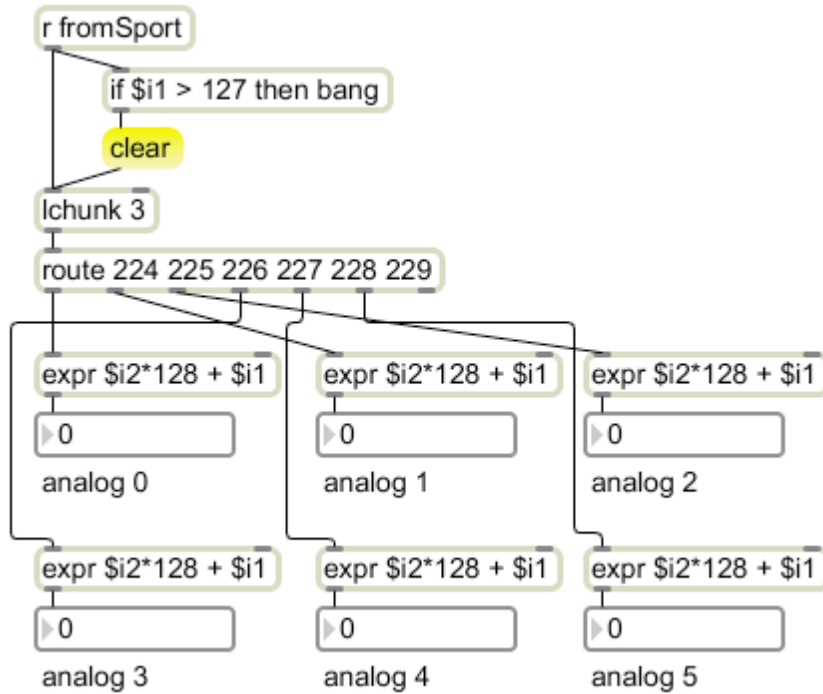 r fromSport
if $i1 > 127 then bang
clear
lchunk 3
route 224 225 226 227 228 229
expr $i2*128 + $i1
expr $i2*128 + $i1
expr $i2*128 + $i1
0
0
0
analog 0
analog 1
analog 2
expr $i2*128 + $i1
expr $i2*128 + $i1
expr $i2*128 + $i1
0
0
0
analog 3
analog 4
analog 5